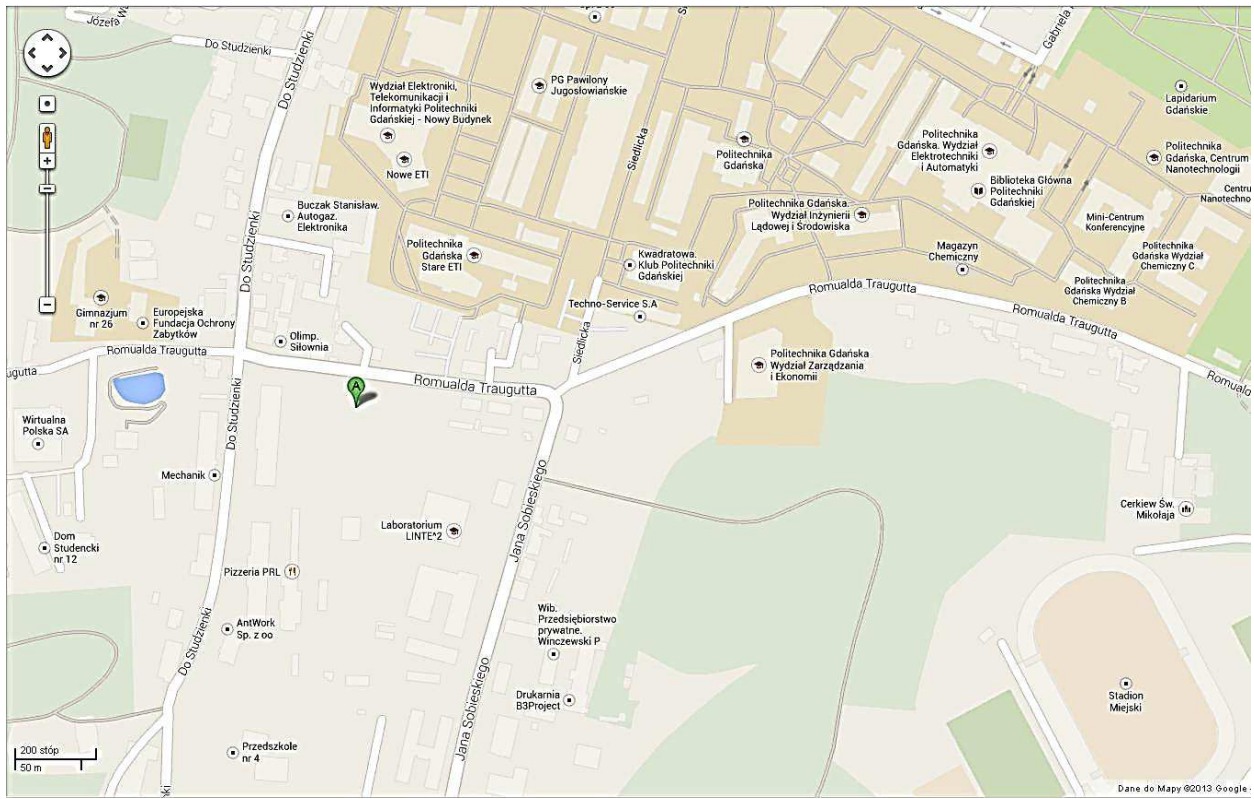 Józefa
Do Studzienki
Do Studzienki
Wydział Elektroniki,
Telekomunikacji i
Informatyki Politechniki
Gdańskiej - Nowy Budynek
Nowe ETI
PG Pawilony
Jugosłowiańskie
Siedlicka
Politechnika
Gdańska
Politechnika
Gdańska. Wydział
Elektrotechniki
i Automatyki
Biblioteka Główna
Politechniki
Gdańskiej
Lapidarium
Gdańskie
Politechnika
Gdańska, Centrum
Nanotechnologii
Mini-Centrum
Konferencyjne
Do Studzienki
Buczak Stanisław.
Autogaz.
Elektronika
Politechnika
Gdańska
Stare ETI
Kwadratowa.
Klub Politechniki
Gdańskiej
Politechnika Gdańska.
Wydział Inżynierii
Lądowej i Środowiska
Magazyn
Chemiczny
Politechnika
Gdańska Wydział
Chemiczny C
Politechnika
Gdańska Wydział
Chemiczny B
Gimnazjum
nr 26
Europejska
Fundacja Ochrony
Zabytków
Olimp.
Siłownia
Techno-Service S.A
Siedlicka
Romualda Traugutta
Romualda Traugutta
Romualda Traugutta
Romualda Traugutta
Politechnika Gdańska
Wydział Zarządzania
i Ekonomii
A
Wirtualna
Polska SA
Do Studzienki
Mechanik
Dom
Studencki
nr 12
Laboratorium
LINTE^2
Jana Sobieskiego
Cerkiew Św.
Mikołaja
Pizzeria PRL
AntWork
Sp. z oo
Do Studzienki
Wib.
Przedsiębiorstwo
prywatne.
Winczewski P
Jana Sobieskiego
Drukarnia
B3Project
Stadion
Miejski
Przedszkole
nr 4
200 stóp
50 m
Dane do Mapy ©2013 Google